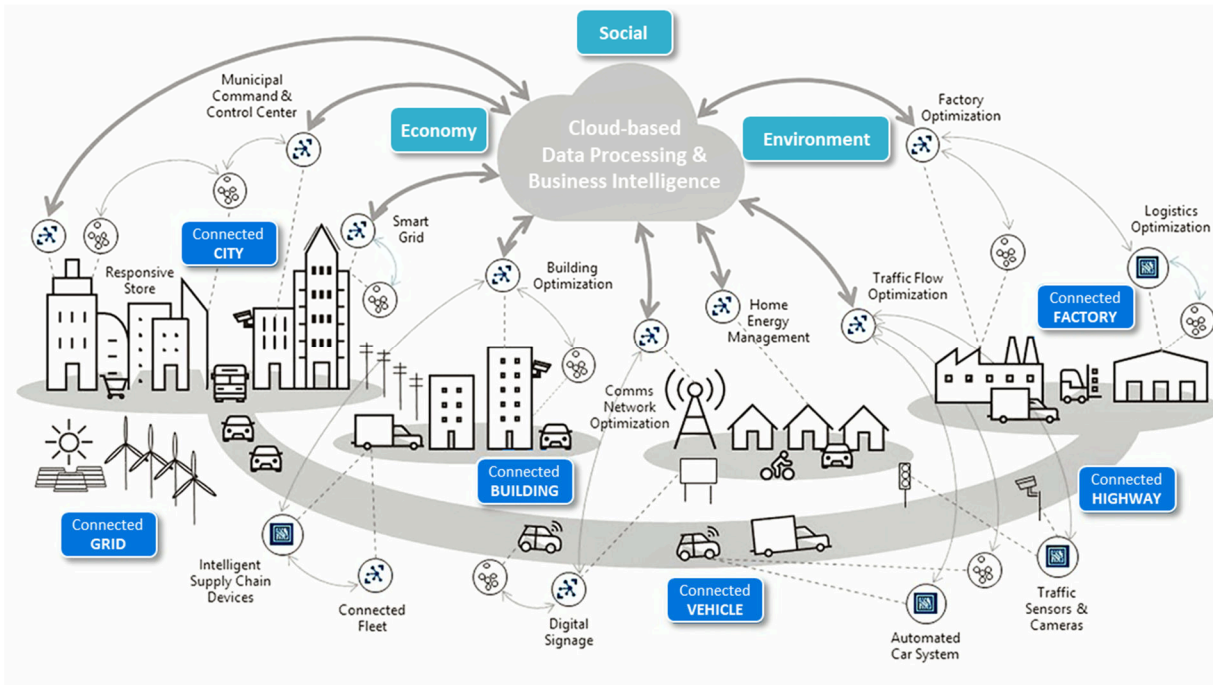 Social
Municipal
Command &
Control Center
Economy
Cloud-based
Data Processing &
Business Intelligence
Environment
Factory
Optimization
Connected
CITY
Smart
Grid
Responsive
Store
Building
Optimization
Home
Energy
Management
Traffic Flow
Optimization
Logistics
Optimization
Connected
FACTORY
Comms
Network
Optimization
Connected
BUILDING
Connected
HIGHWAY
Connected
GRID
Intelligent
Supply Chain
Devices
Connected
Fleet
Digital
Signage
Connected
VEHICLE
Automated
Car System
Traffic
Sensors &
Cameras